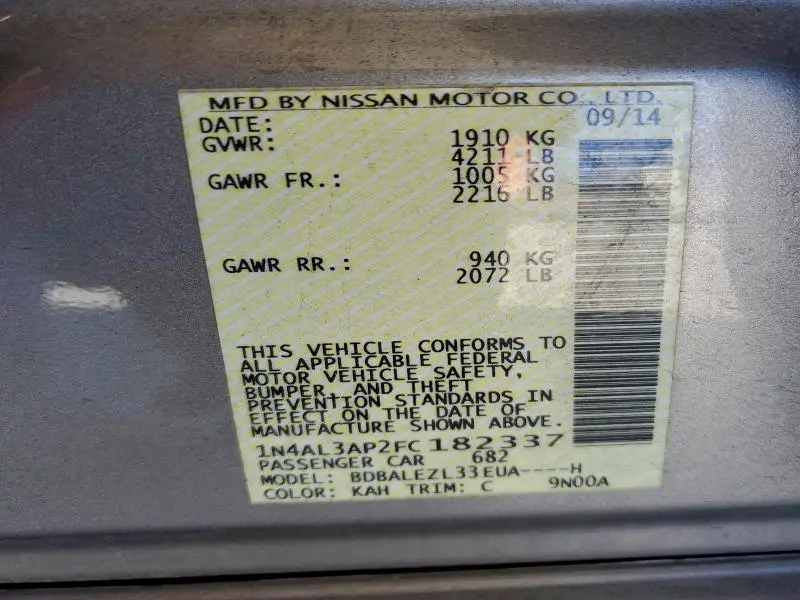 MFD BY NISSAN MOTOR CO., LTD.
DATE: 09/14
GVWR: 1910 KG
4211 LB
GAWR FR.: 1005 KG
2216 LB
GAWR RR.: 940 KG
2072 LB
THIS VEHICLE CONFORMS TO
ALL APPLICABLE FEDERAL
MOTOR VEHICLE SAFETY,
BUMPER, AND THEFT
PREVENTION STANDARDS IN
EFFECT ON THE DATE OF
MANUFACTURE SHOWN ABOVE.
1N4AL3AP2FC182337
PASSENGER CAR 682
MODEL: BDBALEZL33EUA----H
COLOR: KAH TRIM: C 9N00A